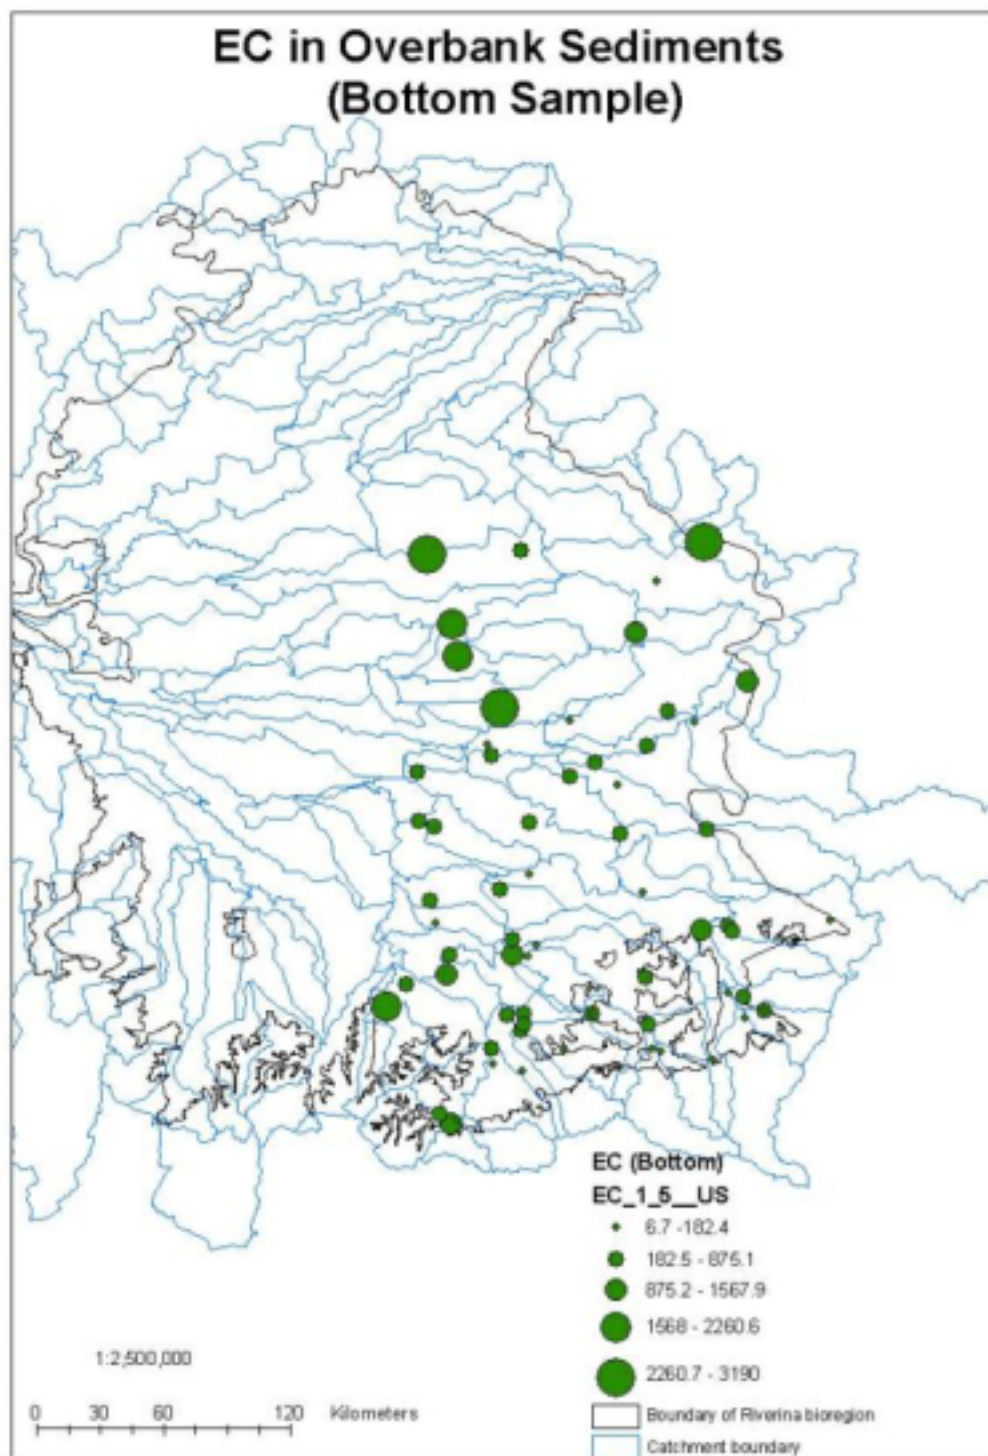 EC in Overbank Sediments
(Bottom Sample)
EC (Bottom)
EC_1_5__US
6.7 -182.4
182.5 - 875.1
875.2 - 1567.9
1568 - 2260.6
2260.7 - 3190
Boundary of Riverina bioregion
Catchment boundary
1:2,500,000
0 30 60 120 Kilometers